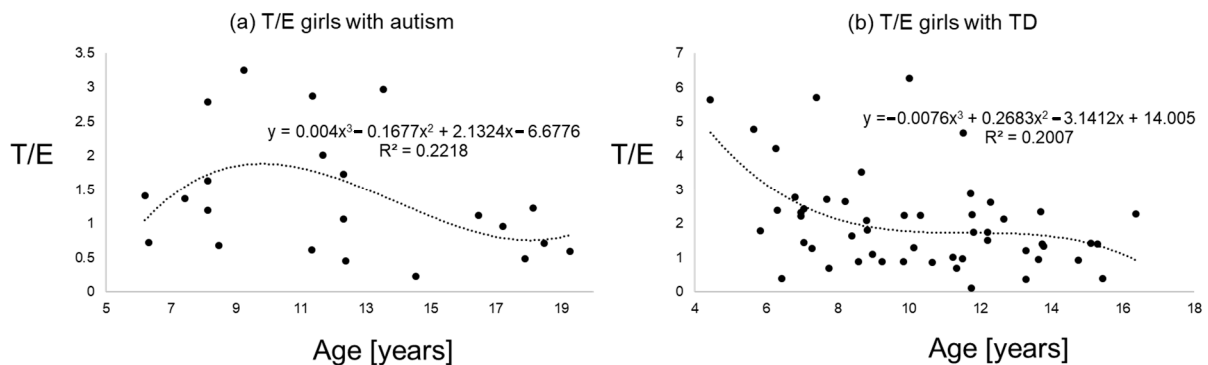 (a) T/E girls with autism
3.5
3
2.5
2
1.5
1
0.5
0
T/E
y = 0.004x³ − 0.1677x² + 2.1324x − 6.6776
R² = 0.2218
5 7 9 11 13 15 17 19
Age [years]
(b) T/E girls with TD
7
6
5
4
3
2
1
0
T/E
y = −0.0076x³ + 0.2683x² − 3.1412x + 14.005
R² = 0.2007
4 6 8 10 12 14 16 18
Age [years]